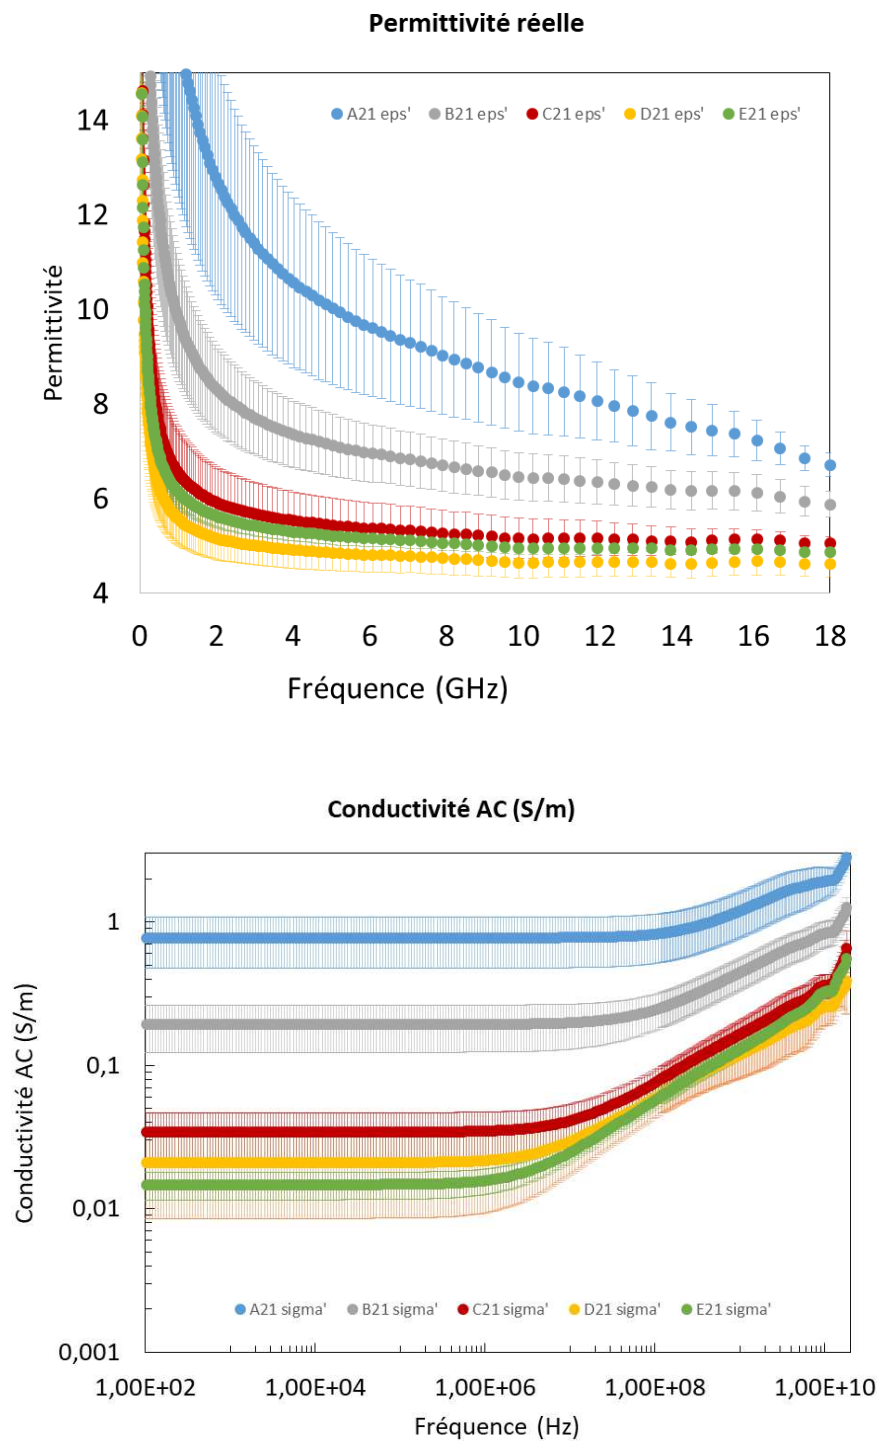 Permittivité réelle
A21 eps' B21 eps' C21 eps' D21 eps' E21 eps'
14
12
10
8
6
4
Permittivité
0 2 4 6 8 10 12 14 16 18
Fréquence (GHz)
Conductivité AC (S/m)
1
0,1
0,01
0,001
Conductivité AC (S/m)
A21 sigma' B21 sigma' C21 sigma' D21 sigma' E21 sigma'
1,00E+02 1,00E+04 1,00E+06 1,00E+08 1,00E+10
Fréquence (Hz)